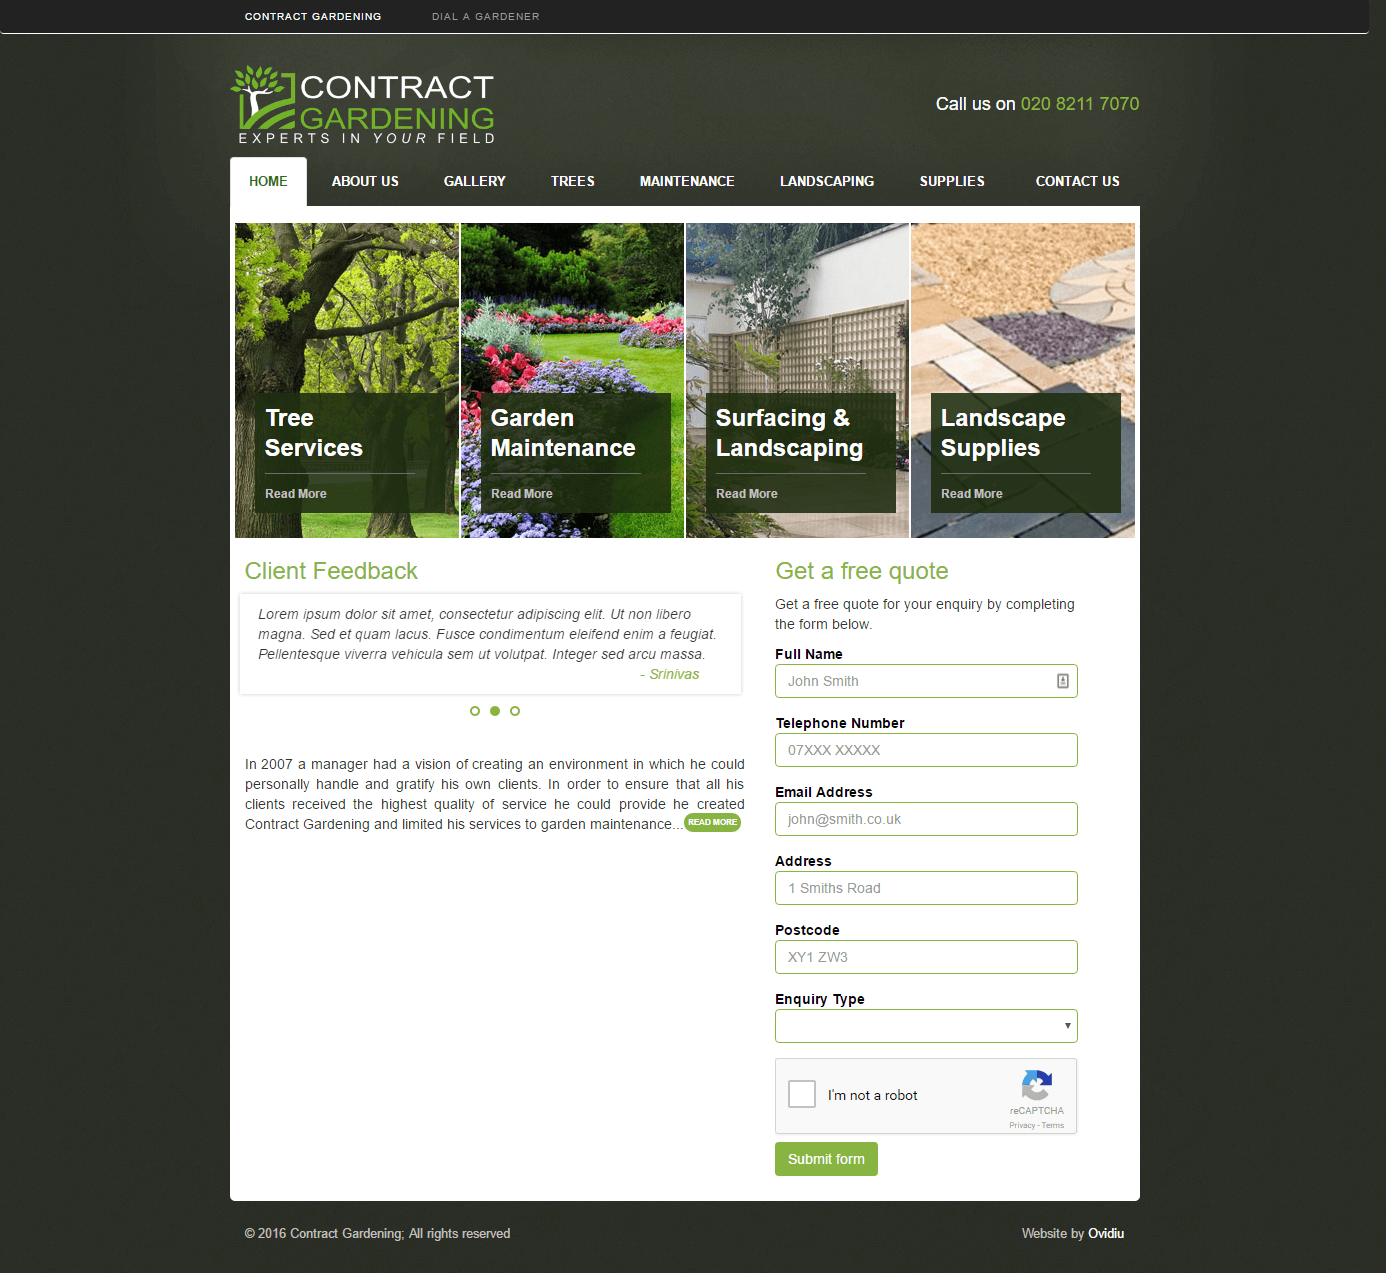 CONTRACT GARDENING
DIAL A GARDENER
CONTRACT
GARDENING
EXPERTS IN YOUR FIELD
Call us on 020 8211 7070
HOME
ABOUT US
GALLERY
TREES
MAINTENANCE
LANDSCAPING
SUPPLIES
CONTACT US
Tree
Services
Read More
Garden
Maintenance
Read More
Surfacing &
Landscaping
Read More
Landscape
Supplies
Read More
Client Feedback
Lorem ipsum dolor sit amet, consectetur adipiscing elit. Ut non libero
magna. Sed et quam lacus. Fusce condimentum eleifend enim a feugiat.
Pellentesque viverra vehicula sem ut volutpat. Integer sed arcu massa.
- Srinivas
In 2007 a manager had a vision of creating an environment in which he could
personally handle and gratify his own clients. In order to ensure that all his
clients received the highest quality of service he could provide he created
Contract Gardening and limited his services to garden maintenance... READ MORE
Get a free quote
Get a free quote for your enquiry by completing
the form below.
Full Name
John Smith
Telephone Number
07XXX XXXXX
Email Address
john@smith.co.uk
Address
1 Smiths Road
Postcode
XY1 ZW3
Enquiry Type
I'm not a robot
reCAPTCHA
Privacy - Terms
Submit form
© 2016 Contract Gardening; All rights reserved
Website by Ovidiu